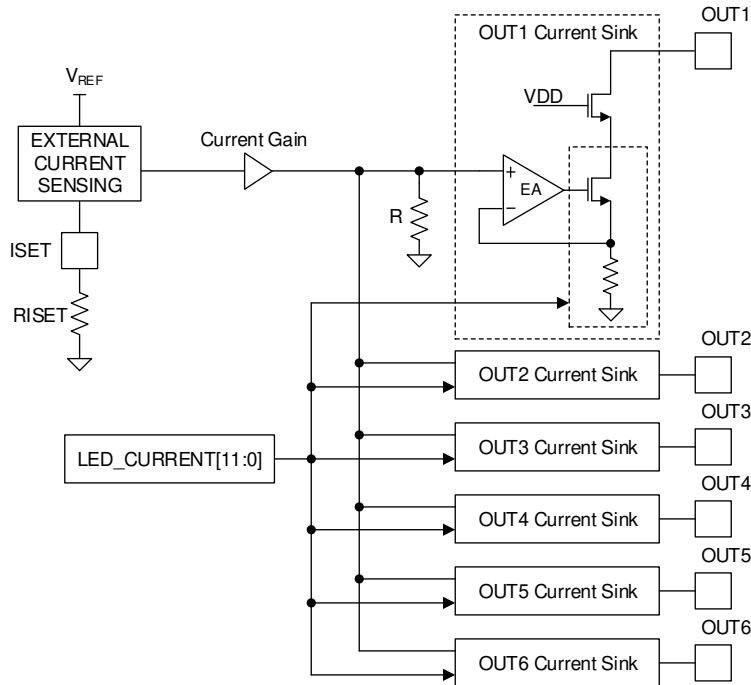 OUT1
OUT1 Current Sink
V_REF
VDD
EXTERNAL
CURRENT
SENSING
Current Gain
+
EA
−
R
ISET
RISET
OUT2
OUT2 Current Sink
OUT3
OUT3 Current Sink
LED_CURRENT[11:0]
OUT4
OUT4 Current Sink
OUT5
OUT5 Current Sink
OUT6
OUT6 Current Sink